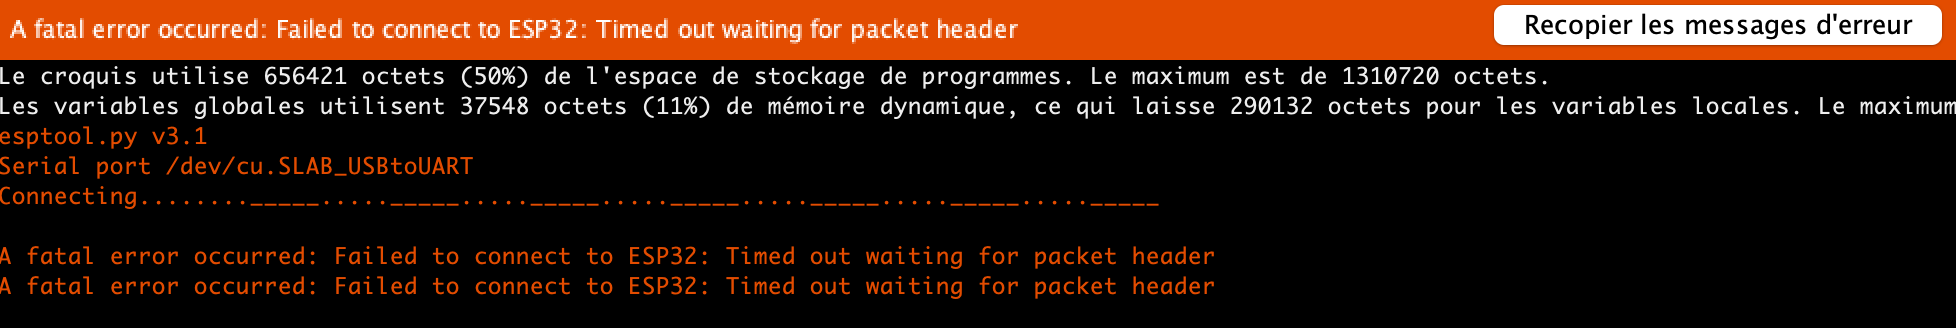 A fatal error occurred: Failed to connect to ESP32: Timed out waiting for packet header
Recopier les messages d'erreur
Le croquis utilise 656421 octets (50%) de l'espace de stockage de programmes. Le maximum est de 1310720 octets.
Les variables globales utilisent 37548 octets (11%) de mémoire dynamique, ce qui laisse 290132 octets pour les variables locales. Le maximum
esptool.py v3.1
Serial port /dev/cu.SLAB_USBtoUART
Connecting........_____....._____....._____....._____....._____....._____....._____
A fatal error occurred: Failed to connect to ESP32: Timed out waiting for packet header
A fatal error occurred: Failed to connect to ESP32: Timed out waiting for packet header